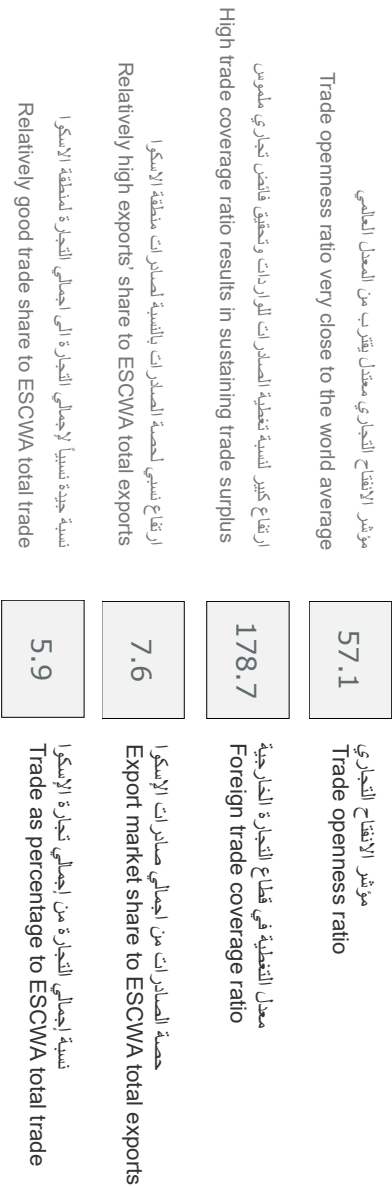 مؤشر الانفتاح التجاري
Trade openness ratio
57.1
مؤشر الانفتاح التجاري معتدل يقترب من المعدل العالمي
Trade openness ratio very close to the world average
معدل التغطية في قطاع التجارة الخارجية
Foreign trade coverage ratio
178.7
ارتفاع كبير لنسبة تغطية الصادرات للواردات وتحقيق فائض تجاري ملموس
High trade coverage ratio results in sustaining trade surplus
حصة الصادرات من اجمالي صادرات الإسكوا
Export market share to ESCWA total exports
7.6
ارتفاع نسبي لحصة الصادرات بالنسبة لصادرات منطقة الاسكوا
Relatively high exports' share to ESCWA total exports
نسبة إجمالي التجارة من إجمالي تجارة الإسكوا
Trade as percentage to ESCWA total trade
5.9
نسبة جيدة نسبياً لإجمالي التجارة الى اجمالي التجارة لمنطقة الاسكوا
Relatively good trade share to ESCWA total trade